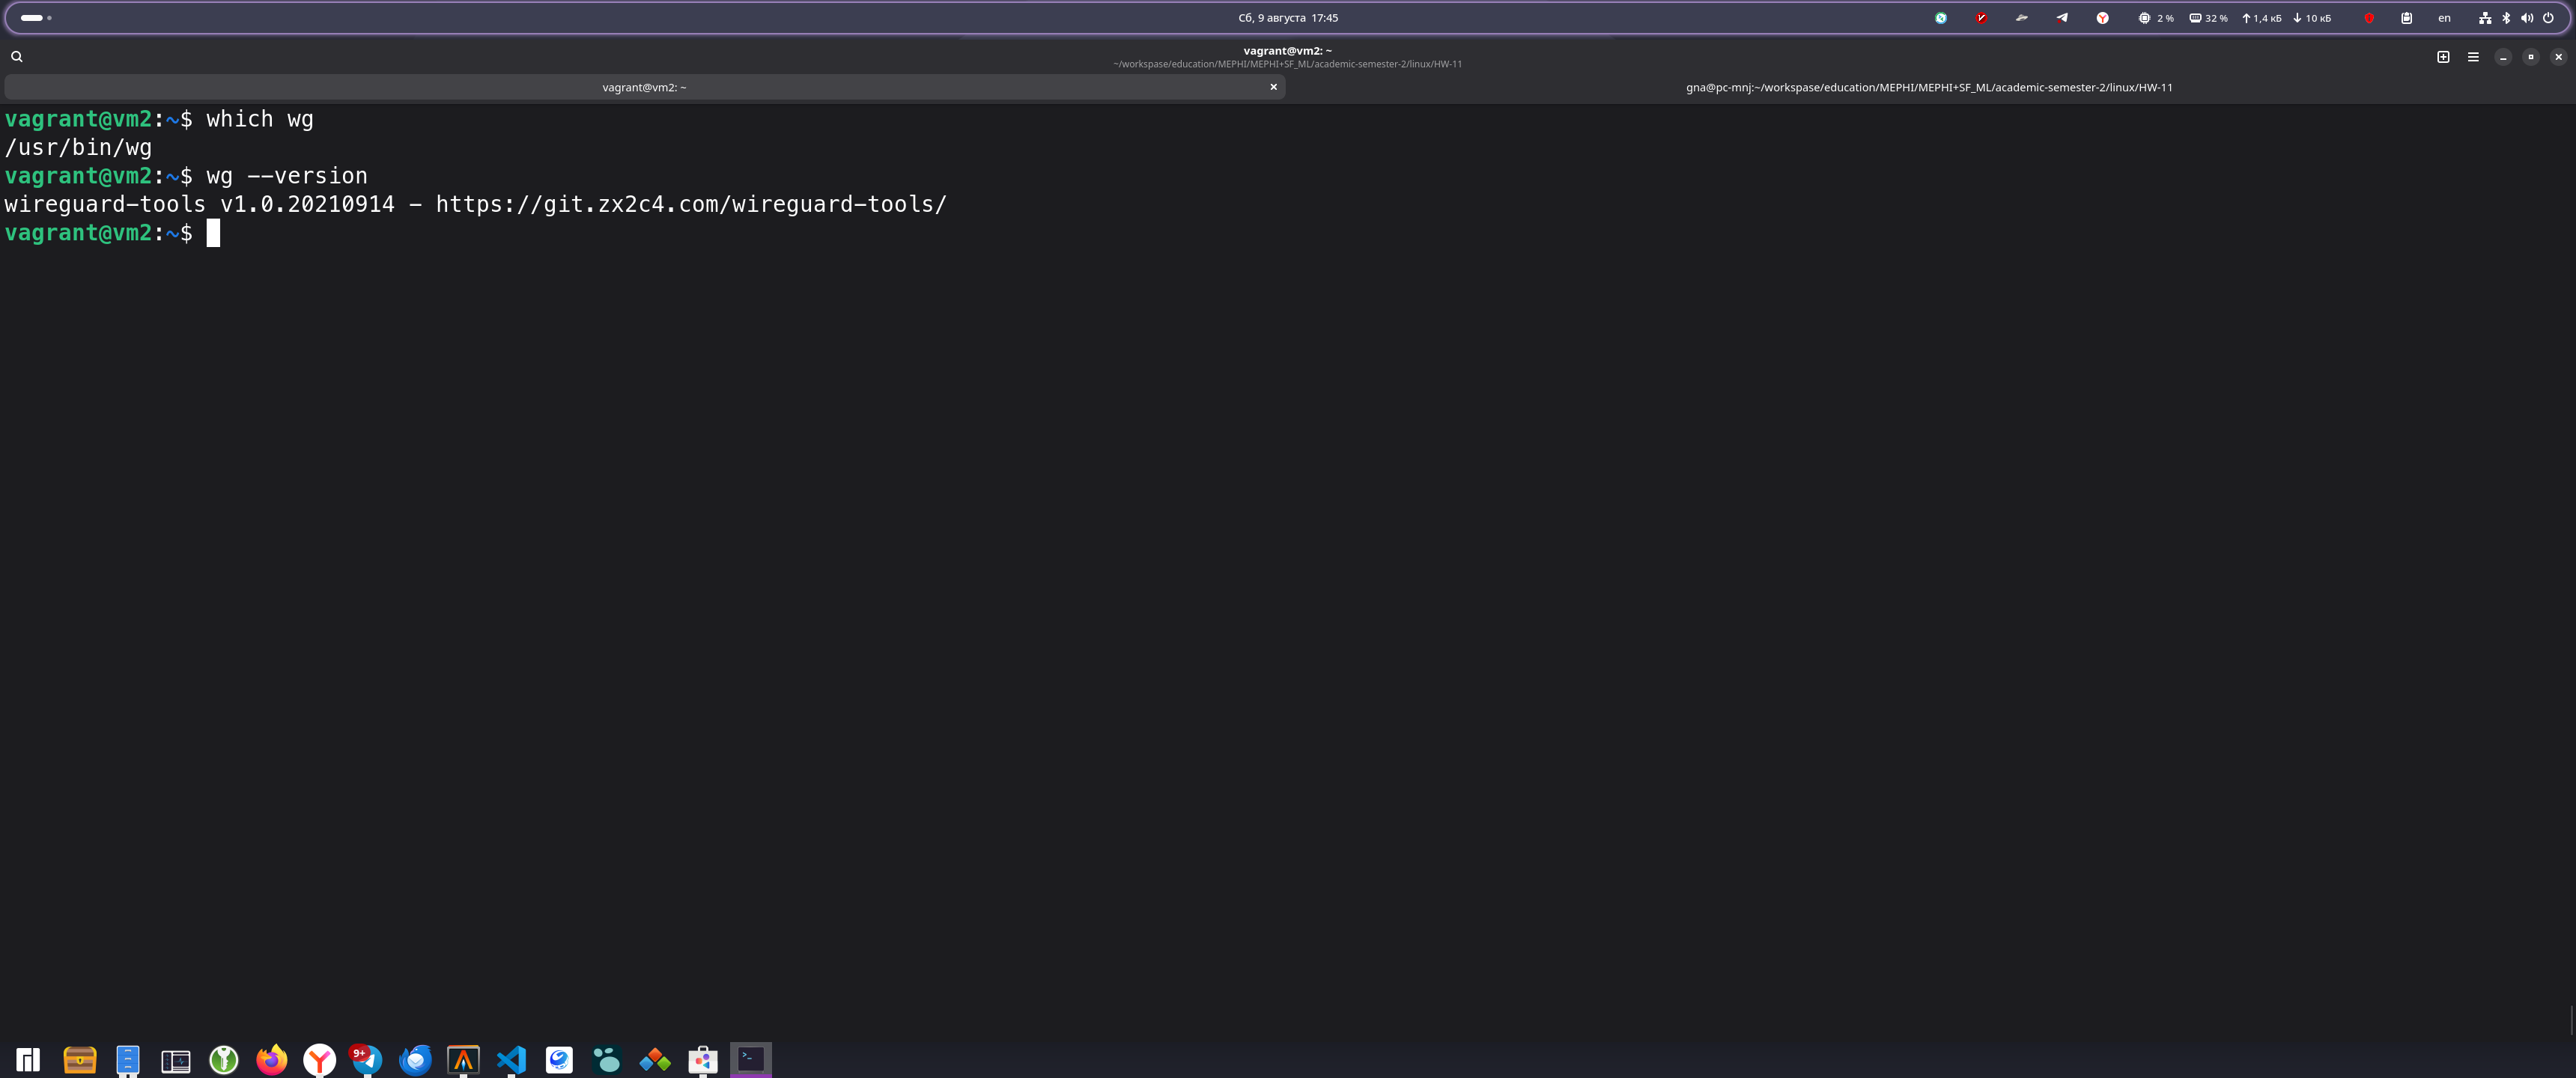 Сб, 9 августа 17:45
2 % 32 % 1,4 кБ 10 кБ en
vagrant@vm2: ~
~/workspase/education/MEPHI/MEPHI+SF_ML/academic-semester-2/linux/HW-11
vagrant@vm2: ~
gna@pc-mnj:~/workspase/education/MEPHI/MEPHI+SF_ML/academic-semester-2/linux/HW-11
vagrant@vm2:~$ which wg
/usr/bin/wg
vagrant@vm2:~$ wg --version
wireguard-tools v1.0.20210914 - https://git.zx2c4.com/wireguard-tools/
vagrant@vm2:~$
9+